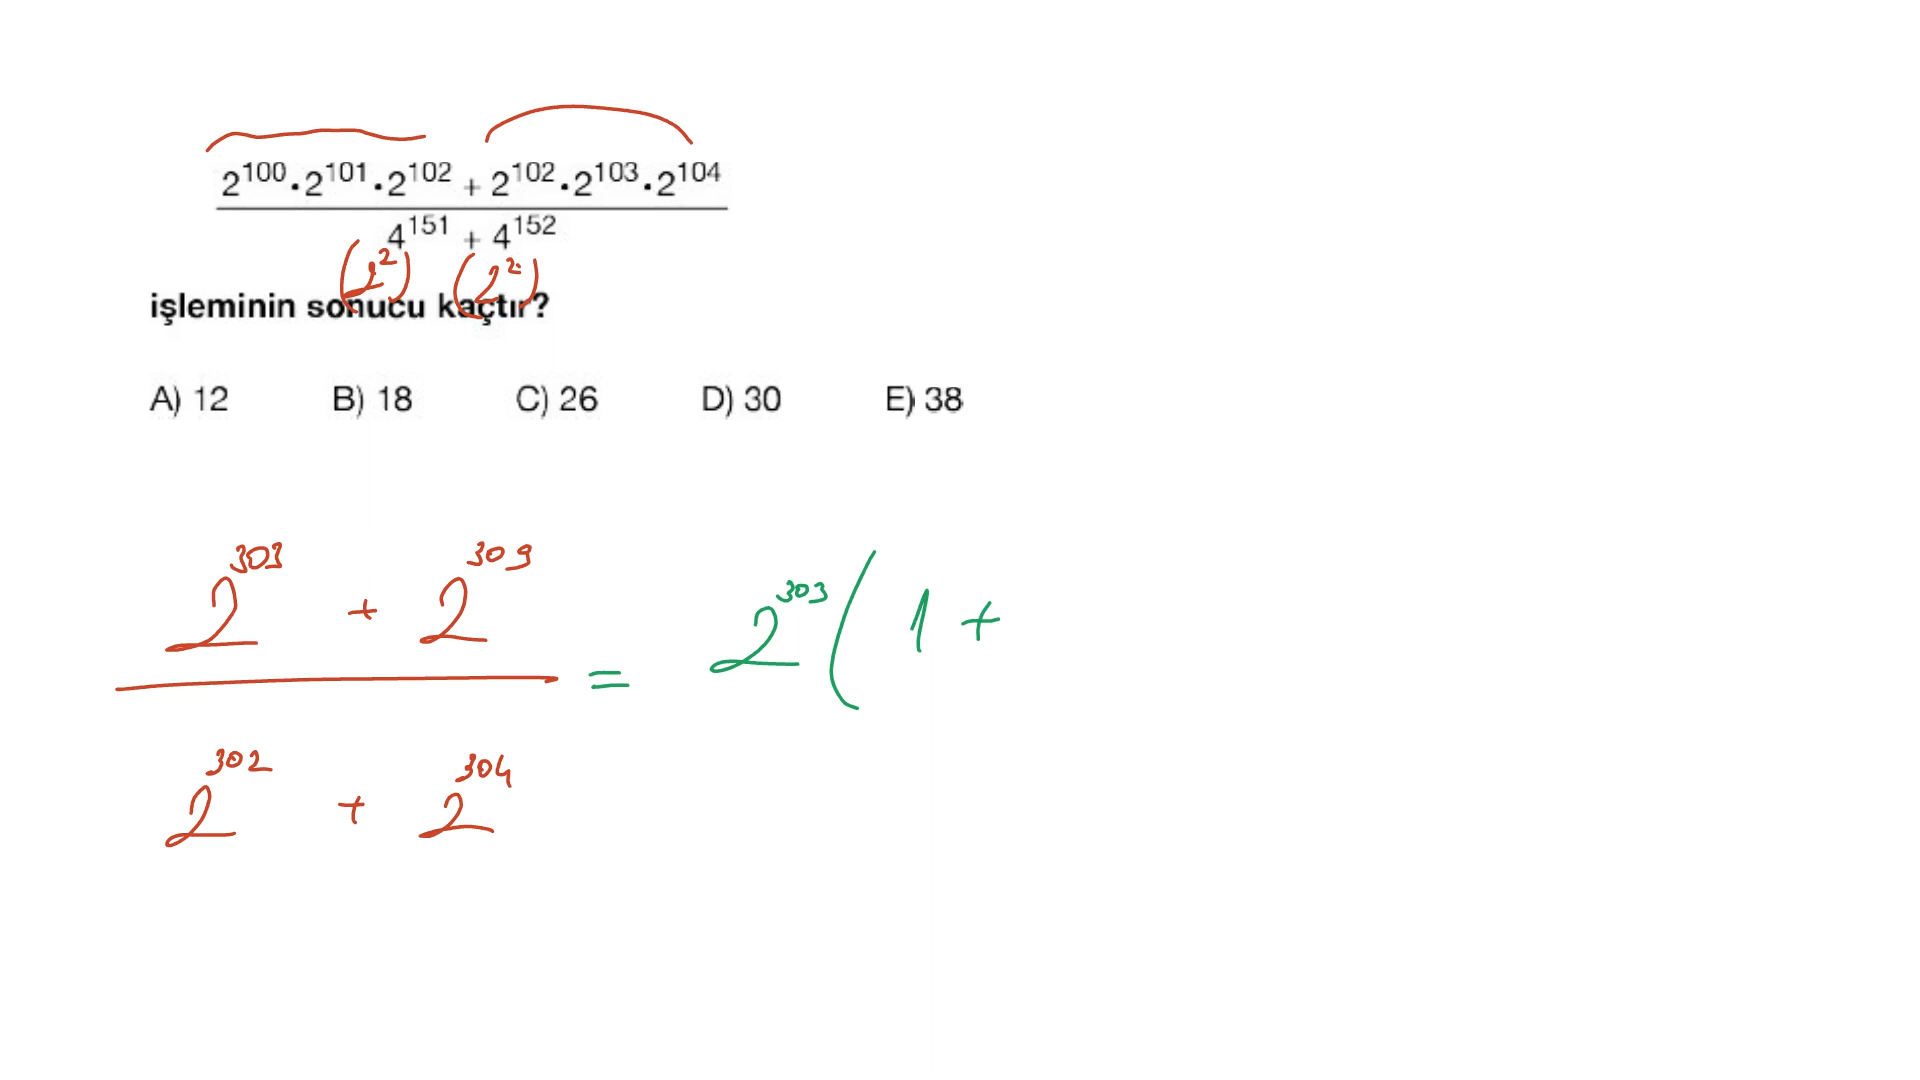 2^100 · 2^101 · 2^102 + 2^102 · 2^103 · 2^104
4^151 + 4^152
(2^2) (2^2)
işleminin sonucu kaçtır?
A) 12 B) 18 C) 26 D) 30 E) 38
2^303 + 2^309
= 2^303 ( 1 +
2^302 + 2^304